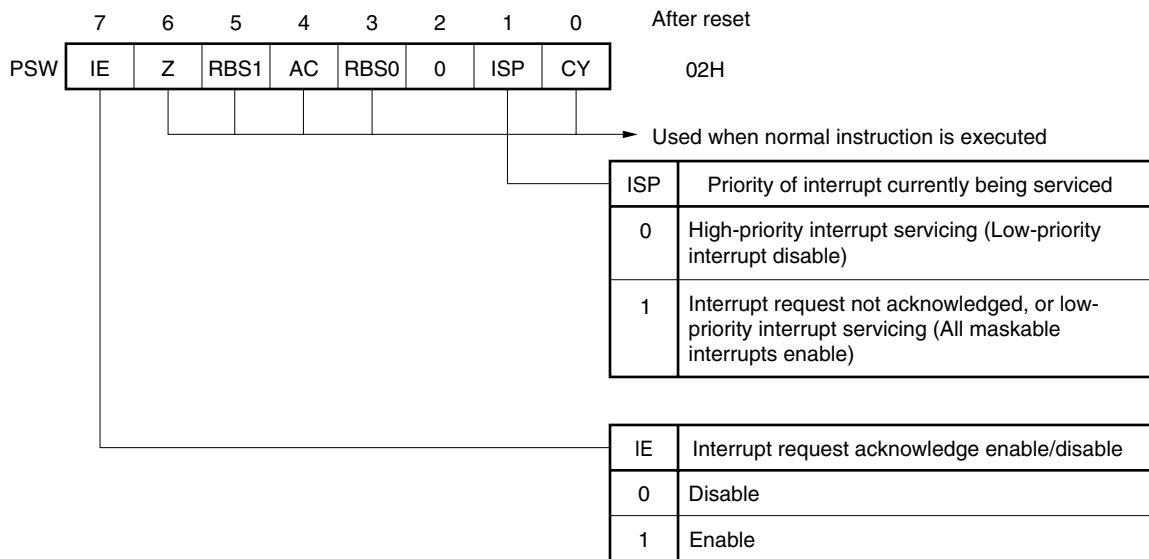 7 6 5 4 3 2 1 0 After reset
PSW IE Z RBS1 AC RBS0 0 ISP CY 02H
Used when normal instruction is executed
ISP Priority of interrupt currently being serviced
0 High-priority interrupt servicing (Low-priority
interrupt disable)
1 Interrupt request not acknowledged, or low-
priority interrupt servicing (All maskable
interrupts enable)
IE Interrupt request acknowledge enable/disable
0 Disable
1 Enable